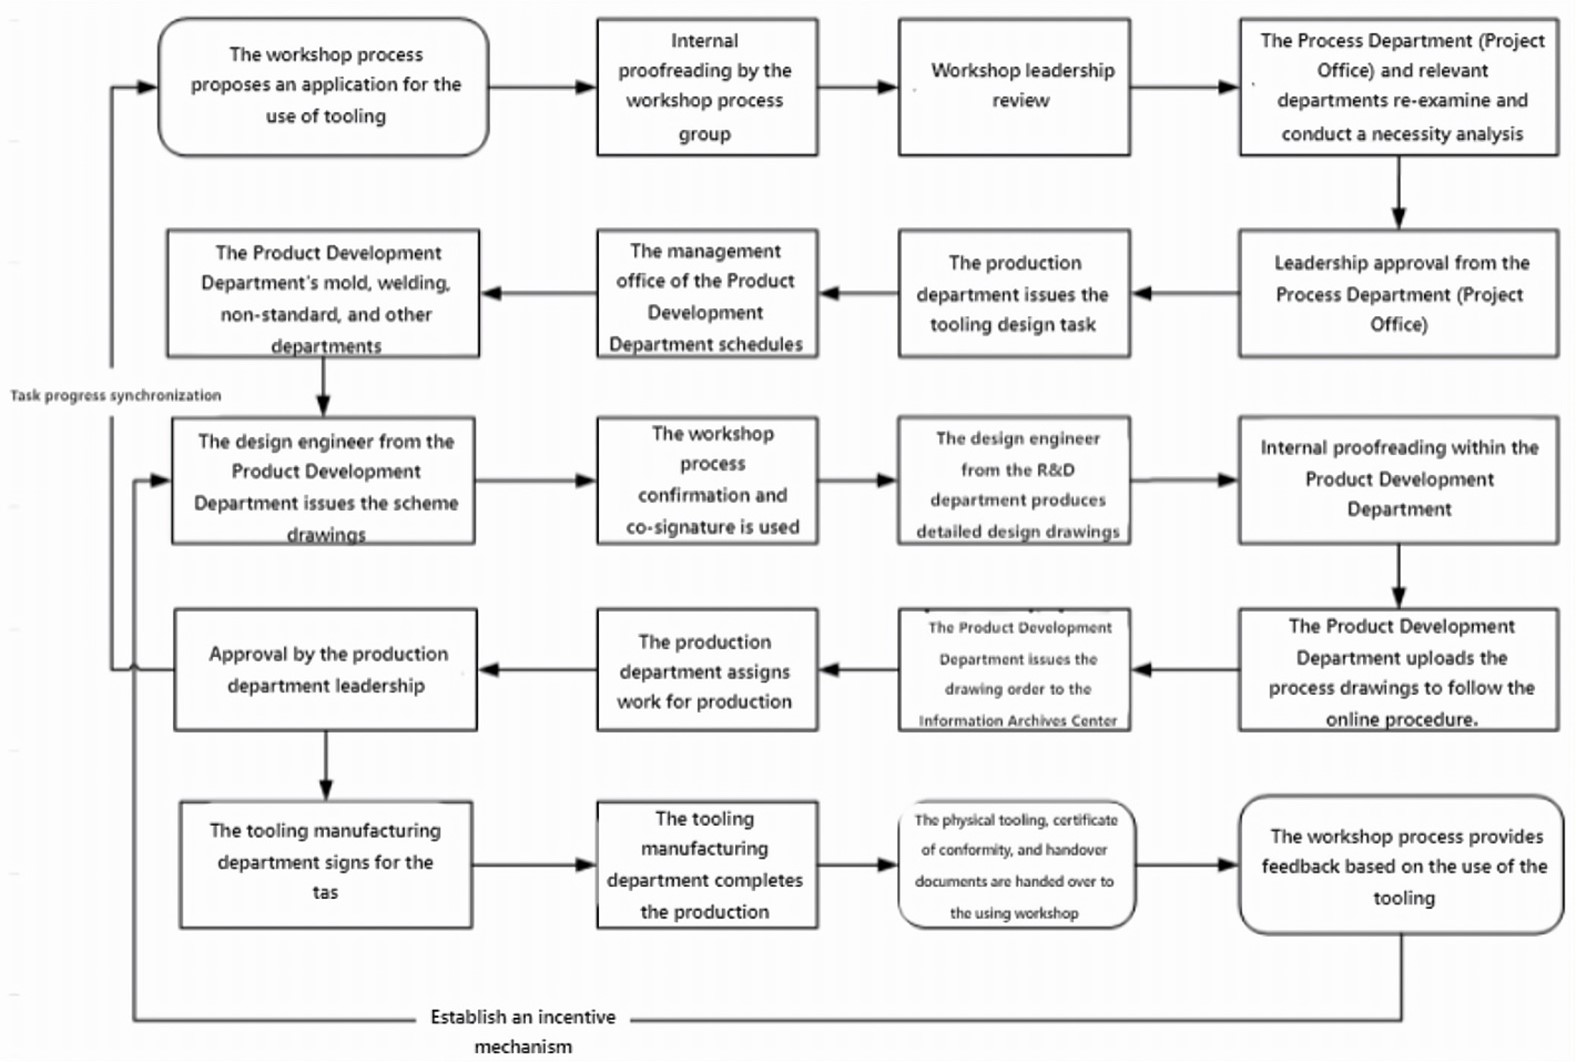 The workshop process
proposes an application for the
use of tooling
Internal
proofreading by the
workshop process
group
Workshop leadership
review
The Process Department (Project
Office) and relevant
departments re-examine and
conduct a necessity analysis
The Product Development
Department's mold, welding,
non-standard, and other
departments
The management
office of the Product
Development
Department schedules
The production
department issues the
tooling design task
Leadership approval from the
Process Department (Project
Office)
Task progress synchronization
The design engineer from the
Product Development
Department issues the scheme
drawings
The workshop
process
confirmation and
co-signature is used
The design engineer
from the R&D
department produces
detailed design drawings
Internal proofreading within the
Product Development
Department
Approval by the production
department leadership
The production
department assigns
work for production
The Product Development
Department issues the
drawing order to the
Information Archives Center
The Product Development
Department uploads the
process drawings to follow the
online procedure.
The tooling manufacturing
department signs for the
tas
The tooling
manufacturing
department completes
the production
The physical tooling, certificate
of conformity, and handover
documents are handed over to
the using workshop
The workshop process provides
feedback based on the use of the
tooling
Establish an incentive
mechanism